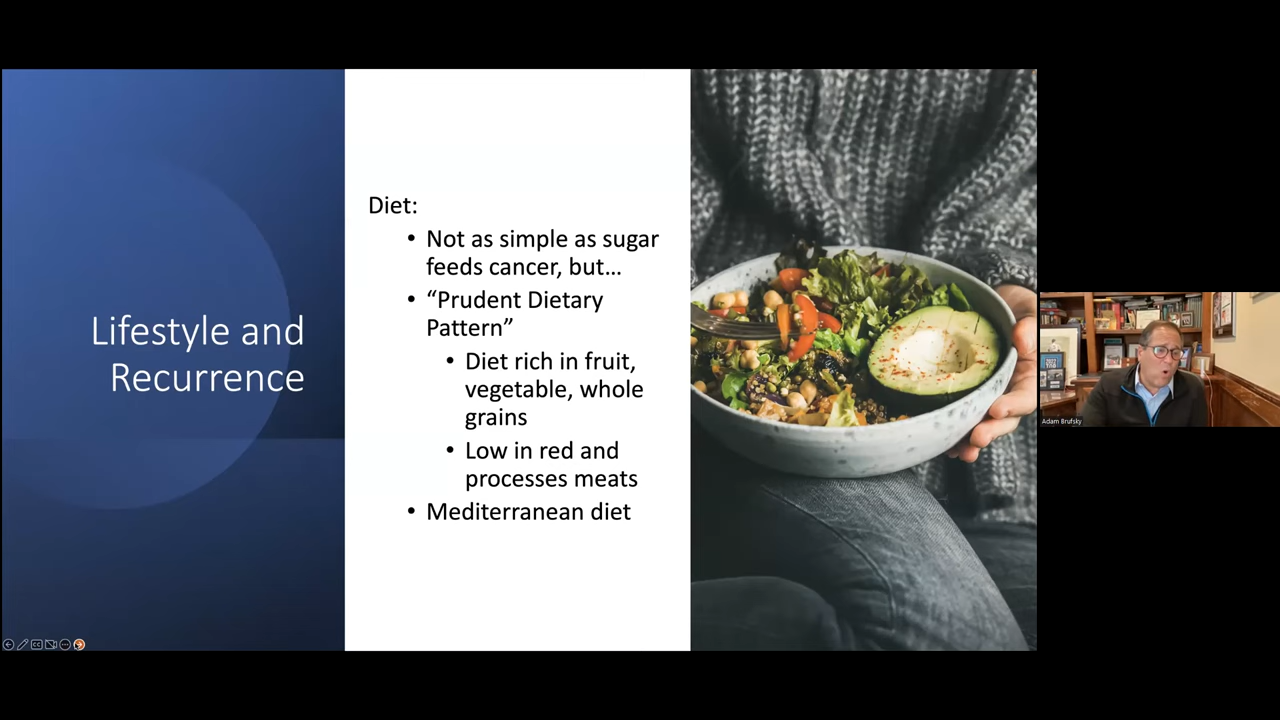 Lifestyle and
Recurrence
Diet:
• Not as simple as sugar
feeds cancer, but…
• “Prudent Dietary
Pattern”
• Diet rich in fruit,
vegetable, whole
grains
• Low in red and
processes meats
• Mediterranean diet
Adam Brufsky